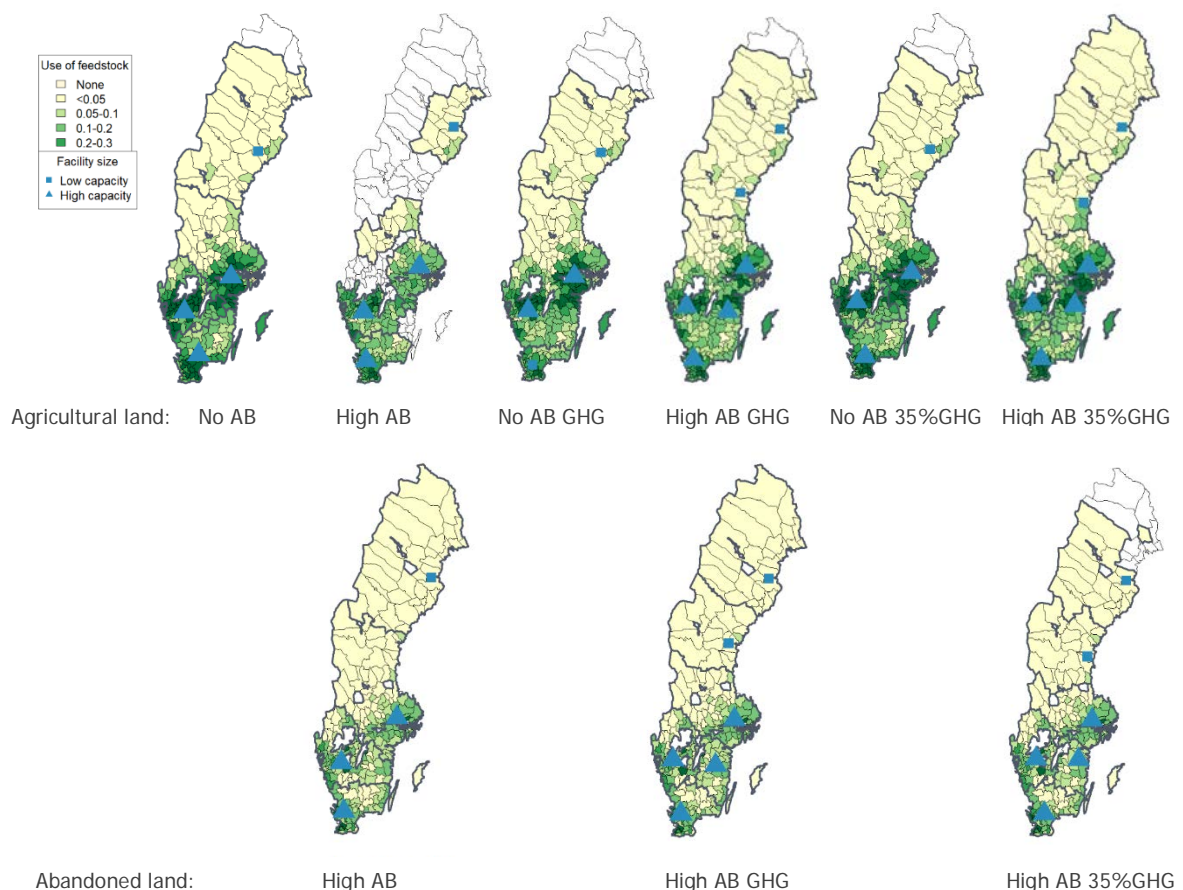 Use of feedstock
None
<0.05
0.05-0.1
0.1-0.2
0.2-0.3
Facility size
Low capacity
High capacity
Agricultural land: No AB High AB No AB GHG High AB GHG No AB 35%GHG High AB 35%GHG
Abandoned land: High AB High AB GHG High AB 35%GHG